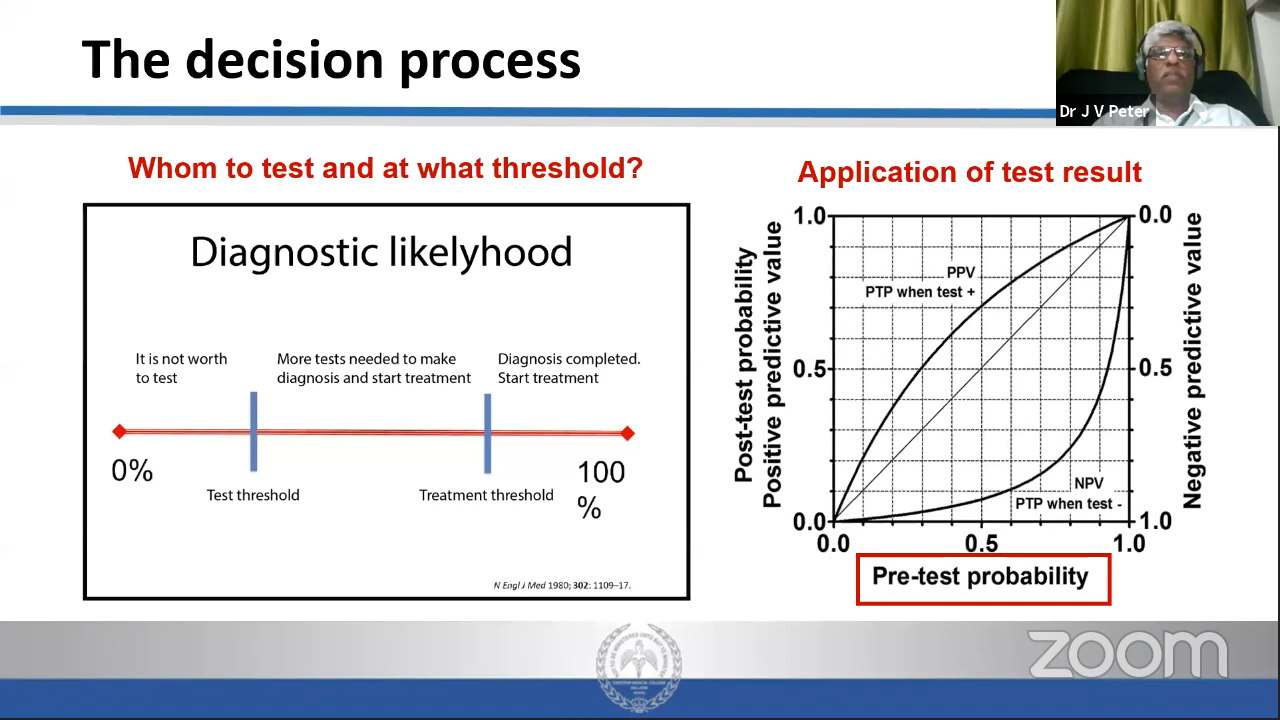 The decision process
Dr J V Peter
Whom to test and at what threshold?
Diagnostic likelyhood
It is not worth
to test
More tests needed to make
diagnosis and start treatment
Diagnosis completed.
Start treatment
0%
100
%
Test threshold
Treatment threshold
N Engl J Med 1980; 302: 1109–17.
Application of test result
Post-test probability
Positive predictive value
1.0
0.5
0.0
PPV
PTP when test +
NPV
PTP when test -
0.0
0.5
1.0
Negative predictive value
0.0
0.5
1.0
Pre-test probability
zoom